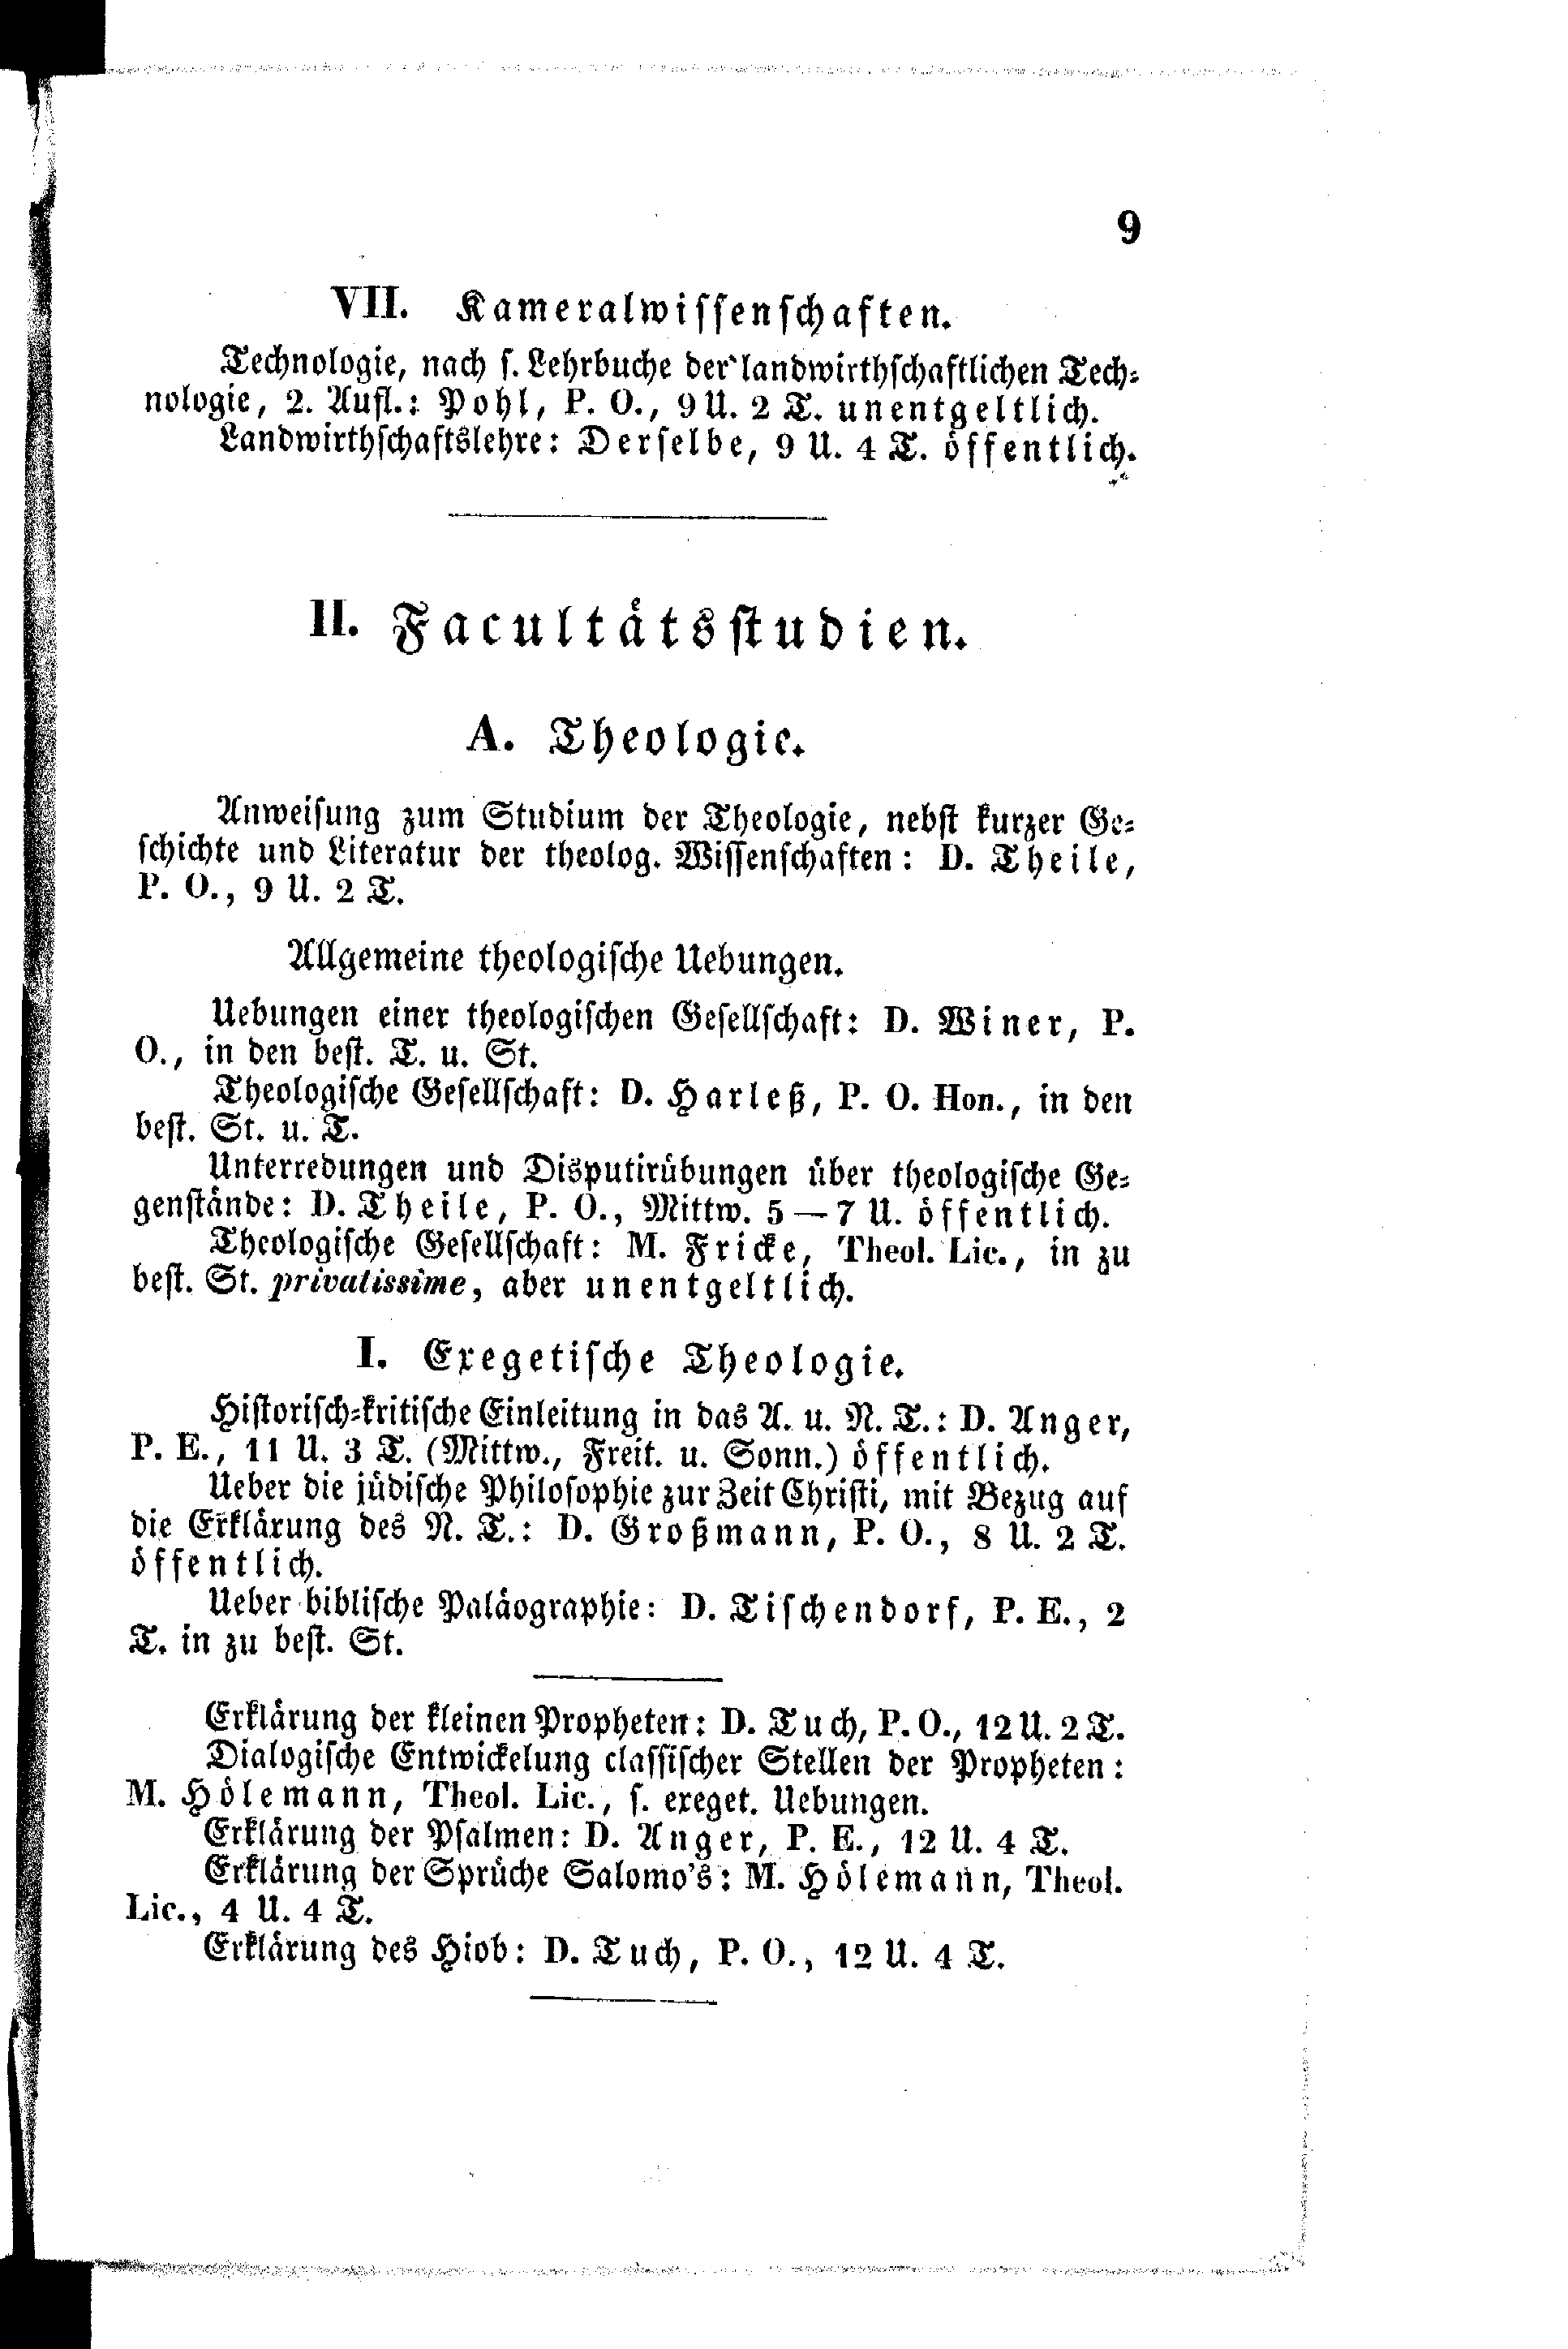 9
VII. Kameralwissenschaften.
Technologie, nach s. Lehrbuche der landwirthschaftlichen Tech-
nologie, 2. Aufl.: Pohl, P. O., 9 U. 2 T. unentgeltlich.
Landwirthschaftslehre: Derselbe, 9 U. 4 T. öffentlich.
II. Facultätsstudien.
A. Theologie.
Anweisung zum Studium der Theologie, nebst kurzer Ge-
schichte und Literatur der theolog. Wissenschaften: D. Theile,
P. O., 9 U. 2 T.
Allgemeine theologische Uebungen.
Uebungen einer theologischen Gesellschaft: D. Winer, P.
O., in den best. T. u. St.
Theologische Gesellschaft: D. Harleß, P. O. Hon., in den
best. St. u. T.
Unterredungen und Disputirübungen über theologische Ge-
genstände: D. Theile, P. O., Mittw. 5—7 U. öffentlich.
Theologische Gesellschaft: M. Fricke, Theol. Lic., in zu
best. St. privatissime, aber unentgeltlich.
I. Exegetische Theologie.
Historisch-kritische Einleitung in das A. u. N. T.: D. Anger,
P. E., 11 U. 3 T. (Mittw., Freit. u. Sonn.) öffentlich.
Ueber die jüdische Philosophie zur Zeit Christi, mit Bezug auf
die Erklärung des N. T.: D. Großmann, P. O., 8 U. 2 T.
öffentlich.
Ueber biblische Paläographie: D. Tischendorf, P. E., 2
T. in zu best. St.
Erklärung der kleinen Propheten: D. Tuch, P. O., 12 U. 2 T.
Dialogische Entwickelung classischer Stellen der Propheten:
M. Hölemann, Theol. Lic., s. exeget. Uebungen.
Erklärung der Psalmen: D. Anger, P. E., 12 U. 4 T.
Erklärung der Sprüche Salomo's: M. Hölemann, Theol.
Lic., 4 U. 4 T.
Erklärung des Hiob: D. Tuch, P. O., 12 U. 4 T.